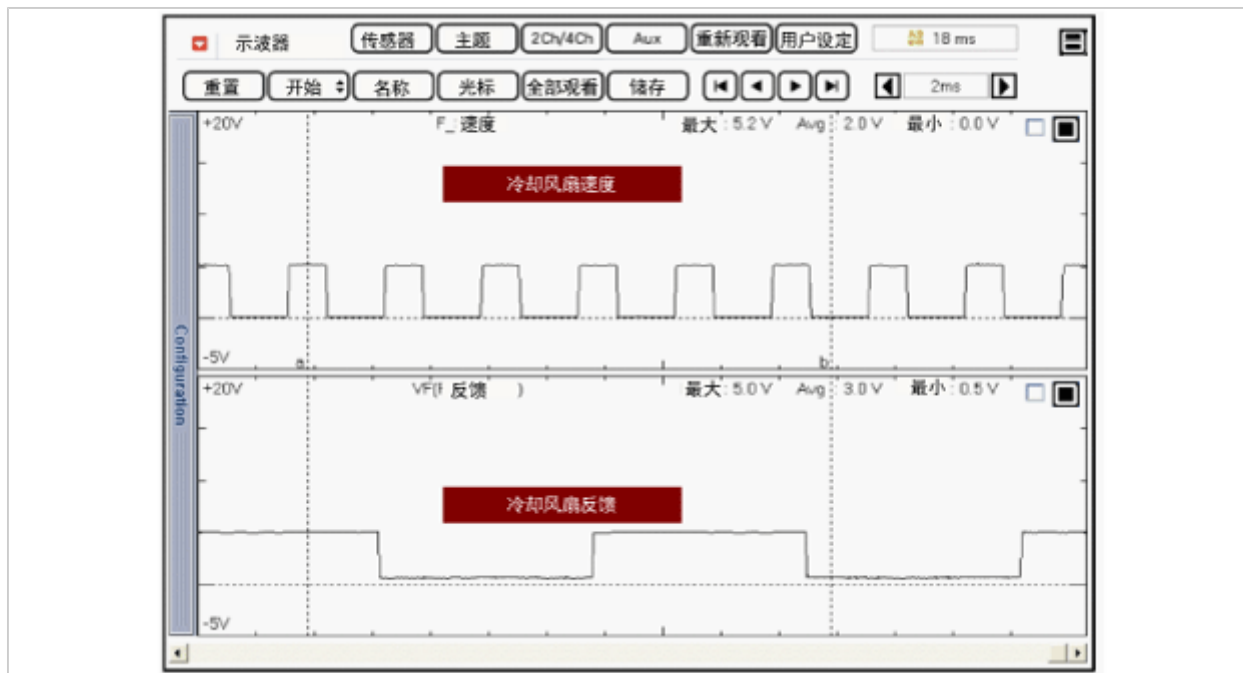 示波器 传感器 主题 2Ch/4Ch Aux 重新观看 用户设定 18 ms
重置 开始 名称 光标 全部观看 储存 2ms
+20V F_: 速度 最大 : 5.2 V Avg : 2.0 V 最小 : 0.0 V
冷却风扇速度
Configuration
-5V a: b:
+20V VF( 反馈 ) 最大 : 5.0 V Avg : 3.0 V 最小 : 0.5 V
冷却风扇反馈
-5V